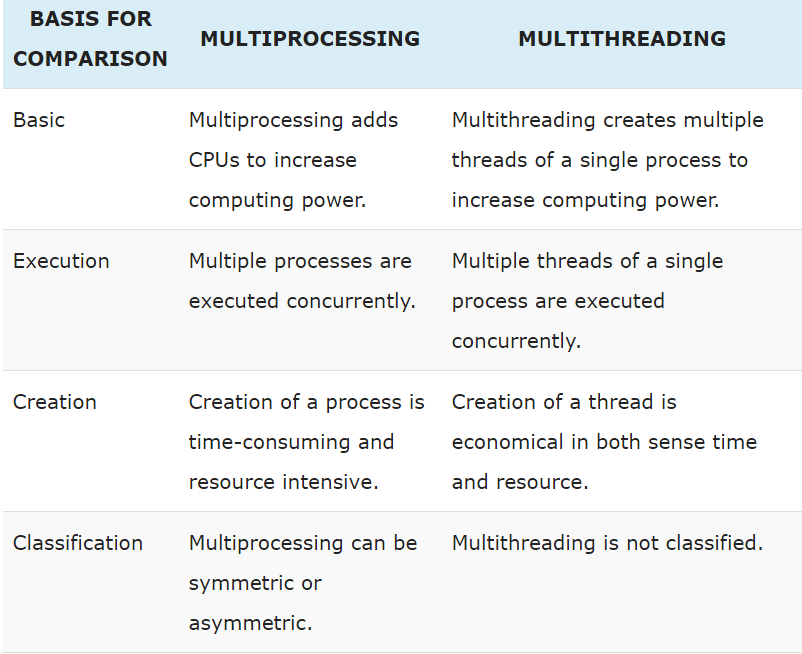 BASIS FOR
COMPARISON
MULTIPROCESSING
MULTITHREADING
Basic
Multiprocessing adds
CPUs to increase
computing power.
Multithreading creates multiple
threads of a single process to
increase computing power.
Execution
Multiple processes are
executed concurrently.
Multiple threads of a single
process are executed
concurrently.
Creation
Creation of a process is
time-consuming and
resource intensive.
Creation of a thread is
economical in both sense time
and resource.
Classification
Multiprocessing can be
symmetric or
asymmetric.
Multithreading is not classified.